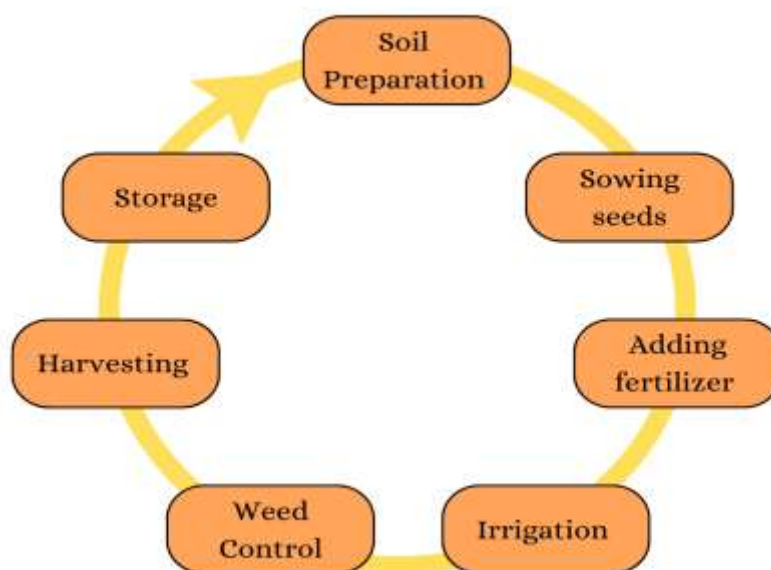 Soil
Preparation
Sowing
seeds
Adding
fertilizer
Irrigation
Weed
Control
Harvesting
Storage